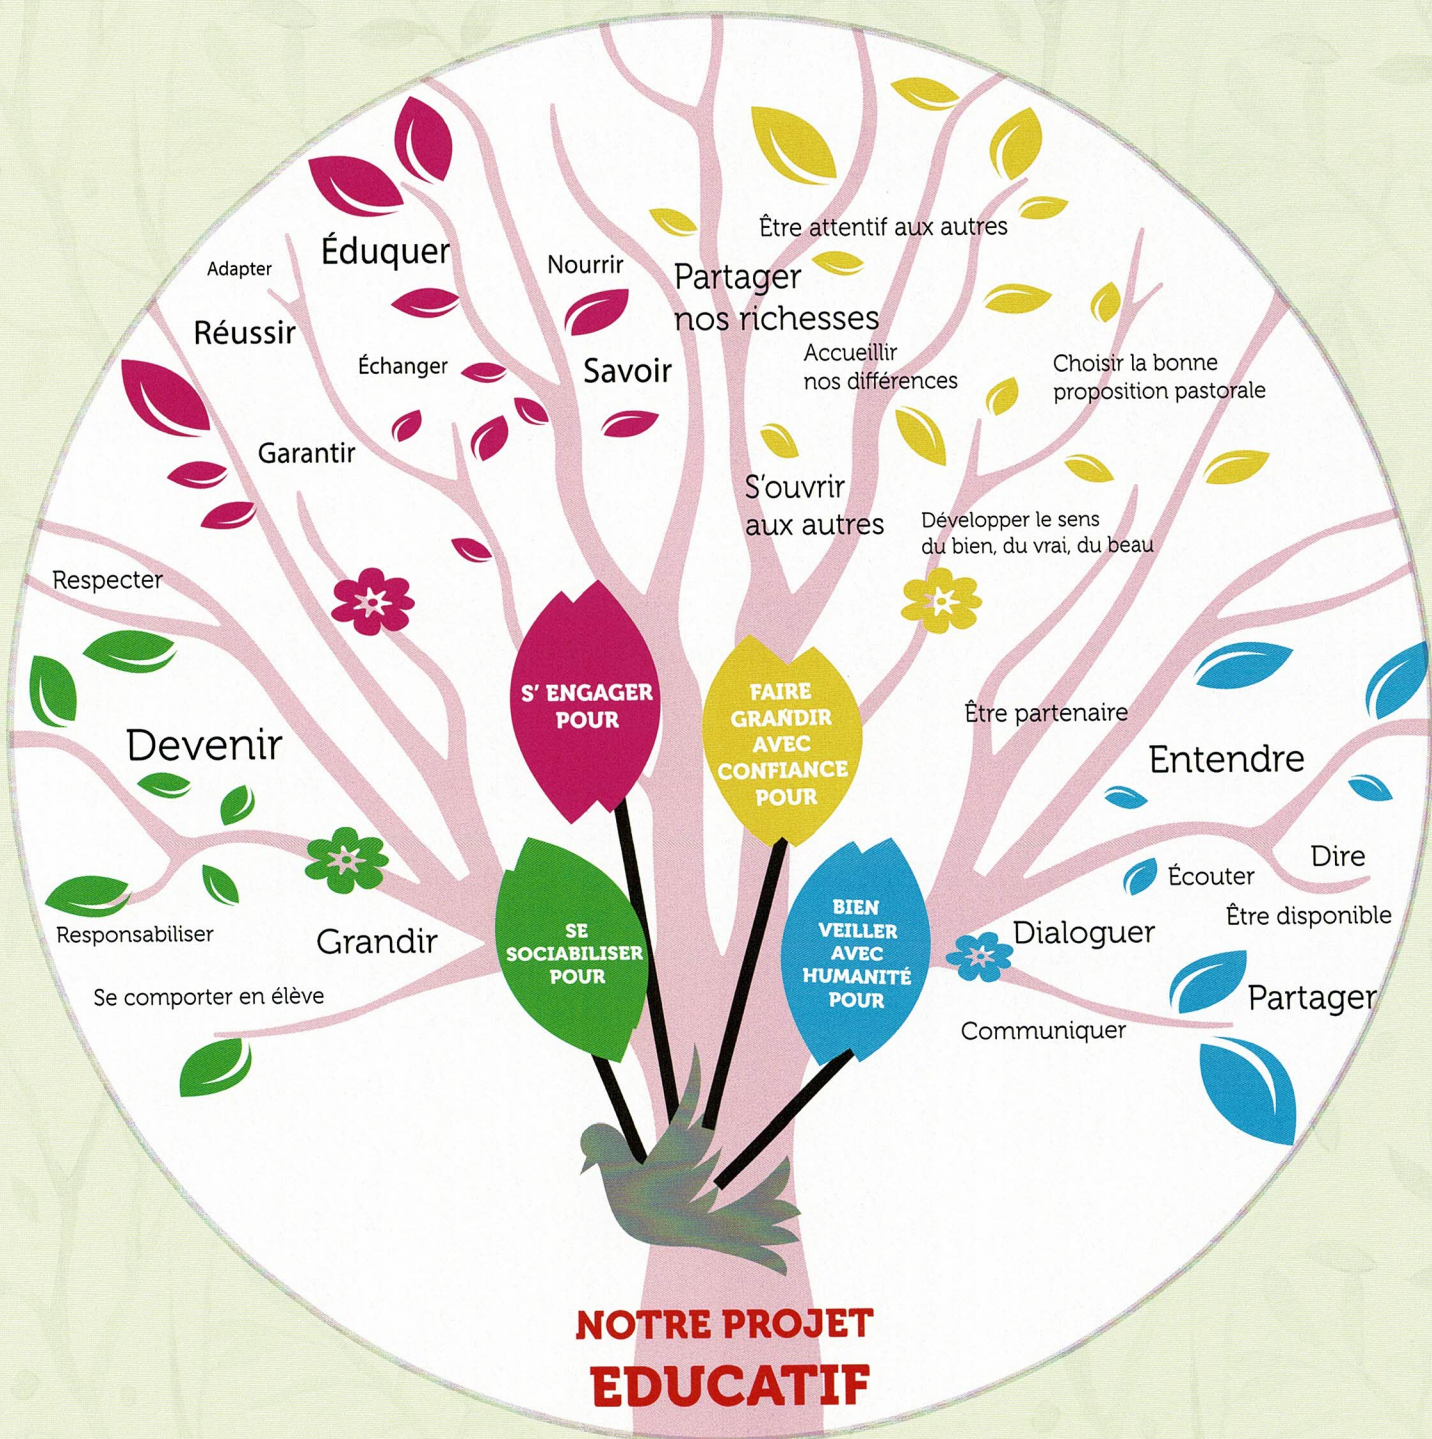 Éduquer
Adapter
Réussir
Échanger
Garantir
Nourrir
Savoir
Être attentif aux autres
Partager
nos richesses
Accueillir
nos différences
Choisir la bonne
proposition pastorale
S'ouvrir
aux autres
Développer le sens
du bien, du vrai, du beau
Respecter
Devenir
Responsabiliser
Grandir
Se comporter en élève
S' ENGAGER
POUR
FAIRE
GRANDIR
AVEC
CONFIANCE
POUR
SE
SOCIABILISER
POUR
BIEN
VEILLER
AVEC
HUMANITÉ
POUR
Être partenaire
Entendre
Dire
Écouter
Être disponible
Dialoguer
Partager
Communiquer
NOTRE PROJET
EDUCATIF